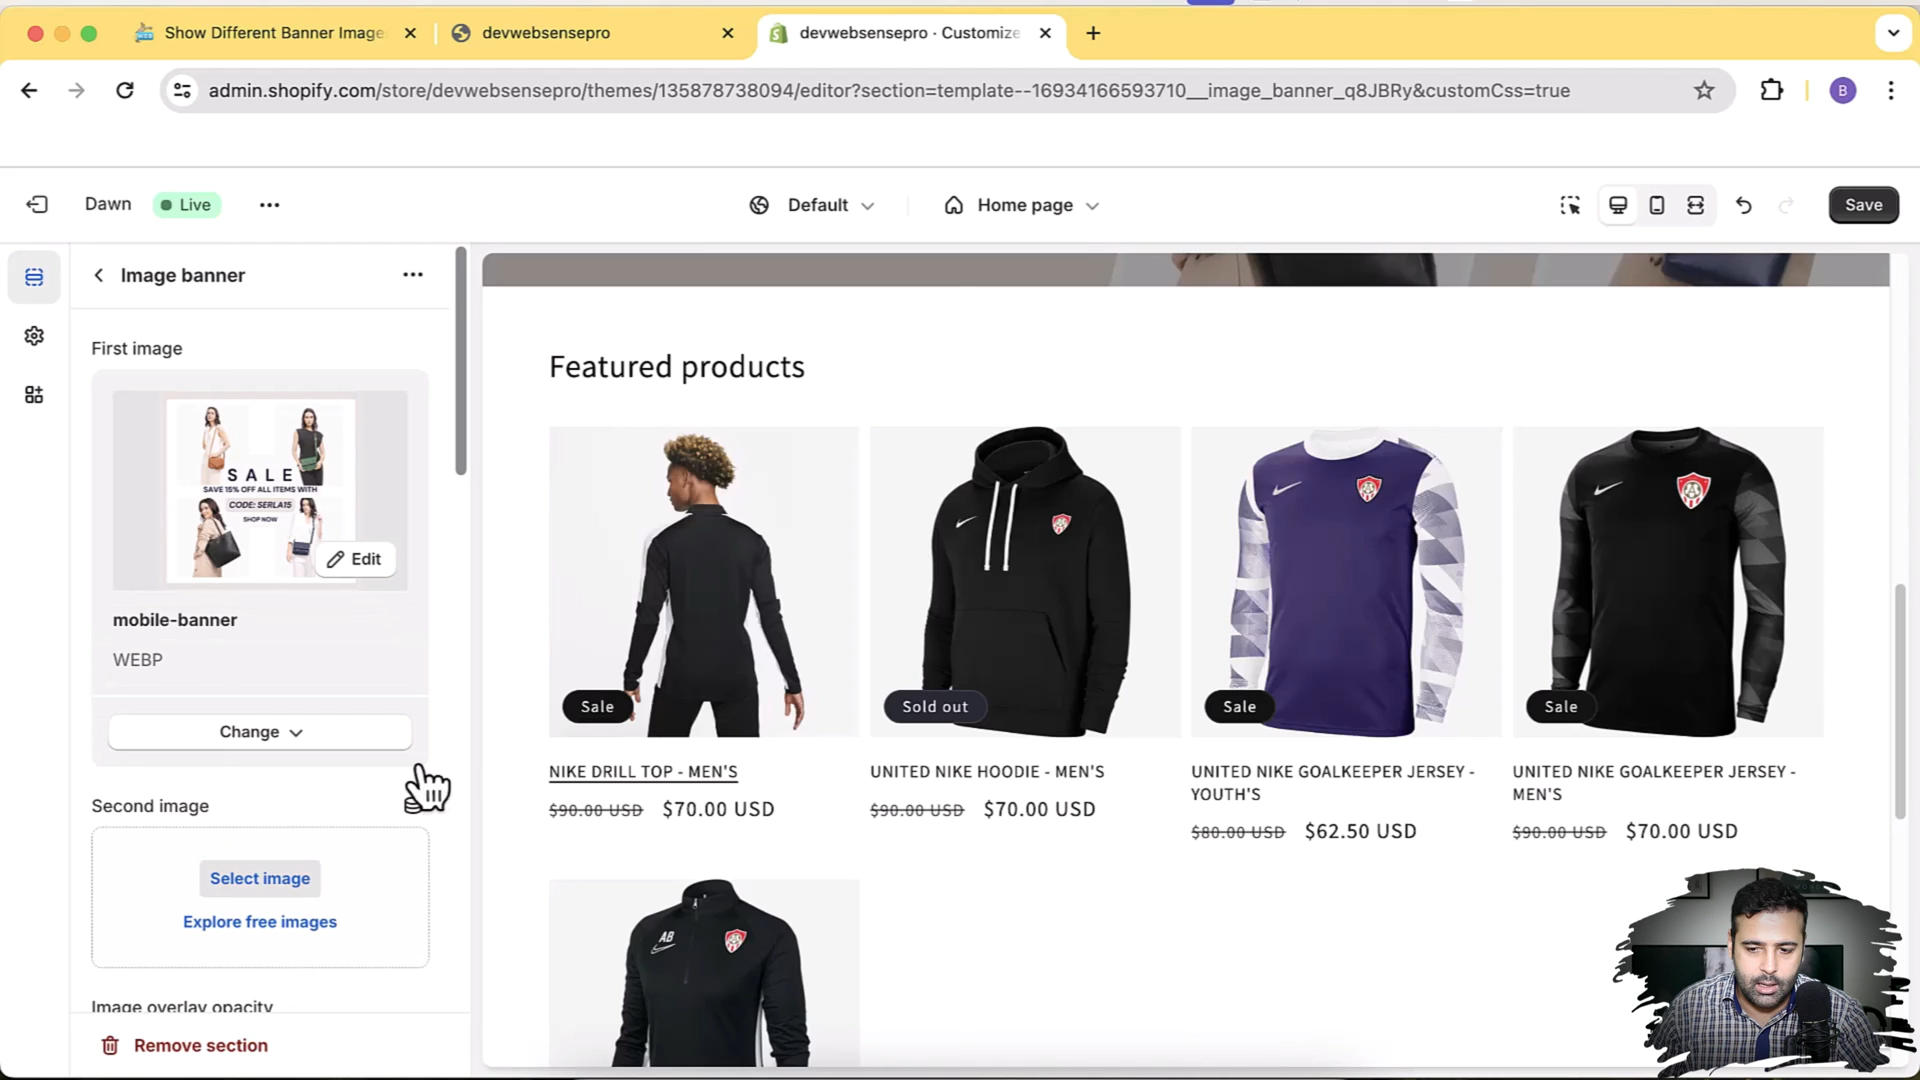 Show Different Banner Image
devwebsensepro
devwebsensepro · Customize
admin.shopify.com/store/devwebsensepro/themes/135878738094/editor?section=template--16934166593710__image_banner_q8JBRy&customCss=true
B
Dawn
Live
Default
Home page
Save
Image banner
First image
SALE
SAVE 15% OFF ALL ITEMS WITH
CODE: SERLA15
SHOP NOW
Edit
mobile-banner
WEBP
Change
Second image
Select image
Explore free images
Image overlay opacity
Remove section
Featured products
Sale
Sold out
Sale
Sale
NIKE DRILL TOP - MEN'S
$90.00 USD $70.00 USD
UNITED NIKE HOODIE - MEN'S
$90.00 USD $70.00 USD
UNITED NIKE GOALKEEPER JERSEY -
YOUTH'S
$80.00 USD $62.50 USD
UNITED NIKE GOALKEEPER JERSEY -
MEN'S
$90.00 USD $70.00 USD
AB